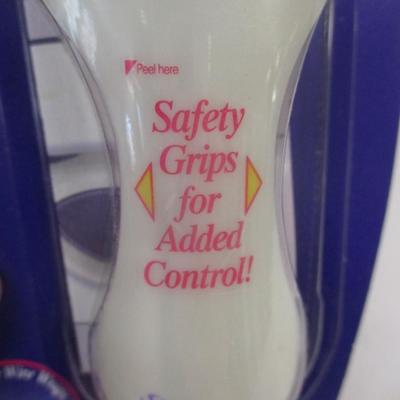 Peel here
Safety
Grips
for
Added
Control!